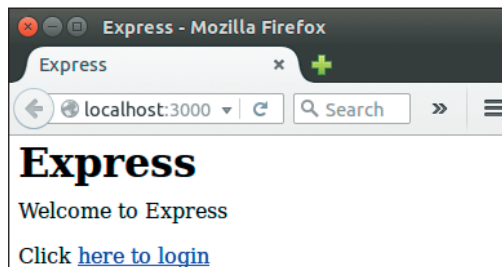 Express - Mozilla Firefox
Express
localhost:3000
Search
Express
Welcome to Express
Click here to login